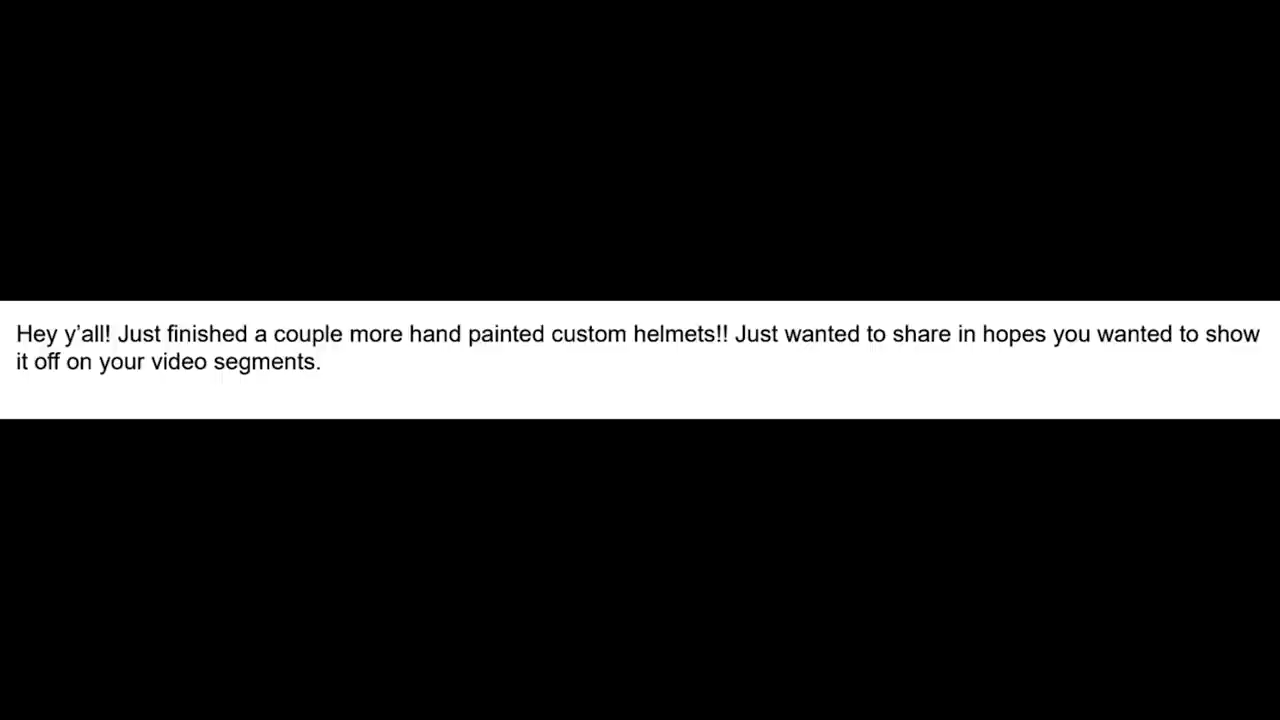 Hey y’all! Just finished a couple more hand painted custom helmets!! Just wanted to share in hopes you wanted to show
it off on your video segments.